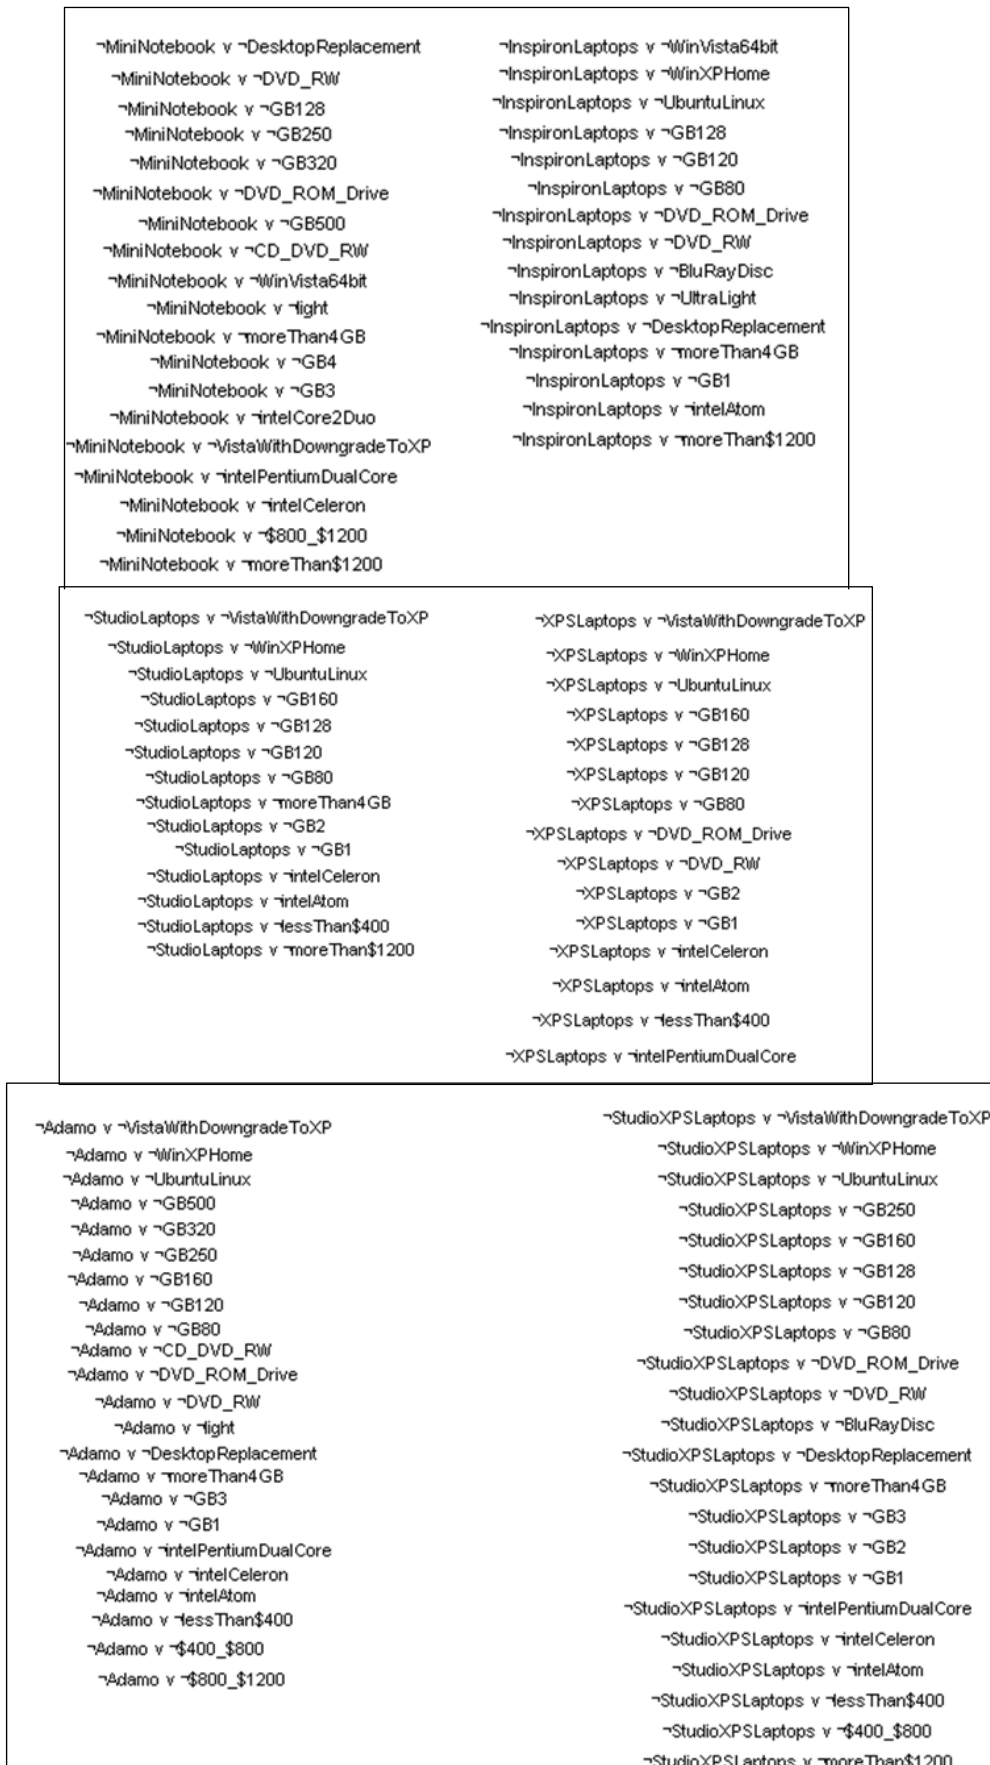 ¬MiniNotebook v ¬DesktopReplacement
¬MiniNotebook v ¬DVD_RW
¬MiniNotebook v ¬GB128
¬MiniNotebook v ¬GB250
¬MiniNotebook v ¬GB320
¬MiniNotebook v ¬DVD_ROM_Drive
¬MiniNotebook v ¬GB500
¬MiniNotebook v ¬CD_DVD_RW
¬MiniNotebook v ¬WinVista64bit
¬MiniNotebook v ¬light
¬MiniNotebook v ¬moreThan4GB
¬MiniNotebook v ¬GB4
¬MiniNotebook v ¬GB3
¬MiniNotebook v ¬intelCore2Duo
¬MiniNotebook v ¬VistaWithDowngradeToXP
¬MiniNotebook v ¬intelPentiumDualCore
¬MiniNotebook v ¬intelCeleron
¬MiniNotebook v ¬$800_$1200
¬MiniNotebook v ¬moreThan$1200
¬InspironLaptops v ¬WinVista64bit
¬InspironLaptops v ¬WinXPHome
¬InspironLaptops v ¬UbuntuLinux
¬InspironLaptops v ¬GB128
¬InspironLaptops v ¬GB120
¬InspironLaptops v ¬GB80
¬InspironLaptops v ¬DVD_ROM_Drive
¬InspironLaptops v ¬DVD_RW
¬InspironLaptops v ¬BluRayDisc
¬InspironLaptops v ¬UltraLight
¬InspironLaptops v ¬DesktopReplacement
¬InspironLaptops v ¬moreThan4GB
¬InspironLaptops v ¬GB1
¬InspironLaptops v ¬intelAtom
¬InspironLaptops v ¬moreThan$1200
¬StudioLaptops v ¬VistaWithDowngradeToXP
¬StudioLaptops v ¬WinXPHome
¬StudioLaptops v ¬UbuntuLinux
¬StudioLaptops v ¬GB160
¬StudioLaptops v ¬GB128
¬StudioLaptops v ¬GB120
¬StudioLaptops v ¬GB80
¬StudioLaptops v ¬moreThan4GB
¬StudioLaptops v ¬GB2
¬StudioLaptops v ¬GB1
¬StudioLaptops v ¬intelCeleron
¬StudioLaptops v ¬intelAtom
¬StudioLaptops v ¬lessThan$400
¬StudioLaptops v ¬moreThan$1200
¬XPSLaptops v ¬VistaWithDowngradeToXP
¬XPSLaptops v ¬WinXPHome
¬XPSLaptops v ¬UbuntuLinux
¬XPSLaptops v ¬GB160
¬XPSLaptops v ¬GB128
¬XPSLaptops v ¬GB120
¬XPSLaptops v ¬GB80
¬XPSLaptops v ¬DVD_ROM_Drive
¬XPSLaptops v ¬DVD_RW
¬XPSLaptops v ¬GB2
¬XPSLaptops v ¬GB1
¬XPSLaptops v ¬intelCeleron
¬XPSLaptops v ¬intelAtom
¬XPSLaptops v ¬lessThan$400
¬XPSLaptops v ¬intelPentiumDualCore
¬Adamo v ¬VistaWithDowngradeToXP
¬Adamo v ¬WinXPHome
¬Adamo v ¬UbuntuLinux
¬Adamo v ¬GB500
¬Adamo v ¬GB320
¬Adamo v ¬GB250
¬Adamo v ¬GB160
¬Adamo v ¬GB120
¬Adamo v ¬GB80
¬Adamo v ¬CD_DVD_RW
¬Adamo v ¬DVD_ROM_Drive
¬Adamo v ¬DVD_RW
¬Adamo v ¬light
¬Adamo v ¬DesktopReplacement
¬Adamo v ¬moreThan4GB
¬Adamo v ¬GB3
¬Adamo v ¬GB1
¬Adamo v ¬intelPentiumDualCore
¬Adamo v ¬intelCeleron
¬Adamo v ¬intelAtom
¬Adamo v ¬lessThan$400
¬Adamo v ¬$400_$800
¬Adamo v ¬$800_$1200
¬StudioXPSLaptops v ¬VistaWithDowngradeToXP
¬StudioXPSLaptops v ¬WinXPHome
¬StudioXPSLaptops v ¬UbuntuLinux
¬StudioXPSLaptops v ¬GB250
¬StudioXPSLaptops v ¬GB160
¬StudioXPSLaptops v ¬GB128
¬StudioXPSLaptops v ¬GB120
¬StudioXPSLaptops v ¬GB80
¬StudioXPSLaptops v ¬DVD_ROM_Drive
¬StudioXPSLaptops v ¬DVD_RW
¬StudioXPSLaptops v ¬BluRayDisc
¬StudioXPSLaptops v ¬DesktopReplacement
¬StudioXPSLaptops v ¬moreThan4GB
¬StudioXPSLaptops v ¬GB3
¬StudioXPSLaptops v ¬GB2
¬StudioXPSLaptops v ¬GB1
¬StudioXPSLaptops v ¬intelPentiumDualCore
¬StudioXPSLaptops v ¬intelCeleron
¬StudioXPSLaptops v ¬intelAtom
¬StudioXPSLaptops v ¬lessThan$400
¬StudioXPSLaptops v ¬$400_$800
¬StudioXPSLaptops v ¬moreThan$1200